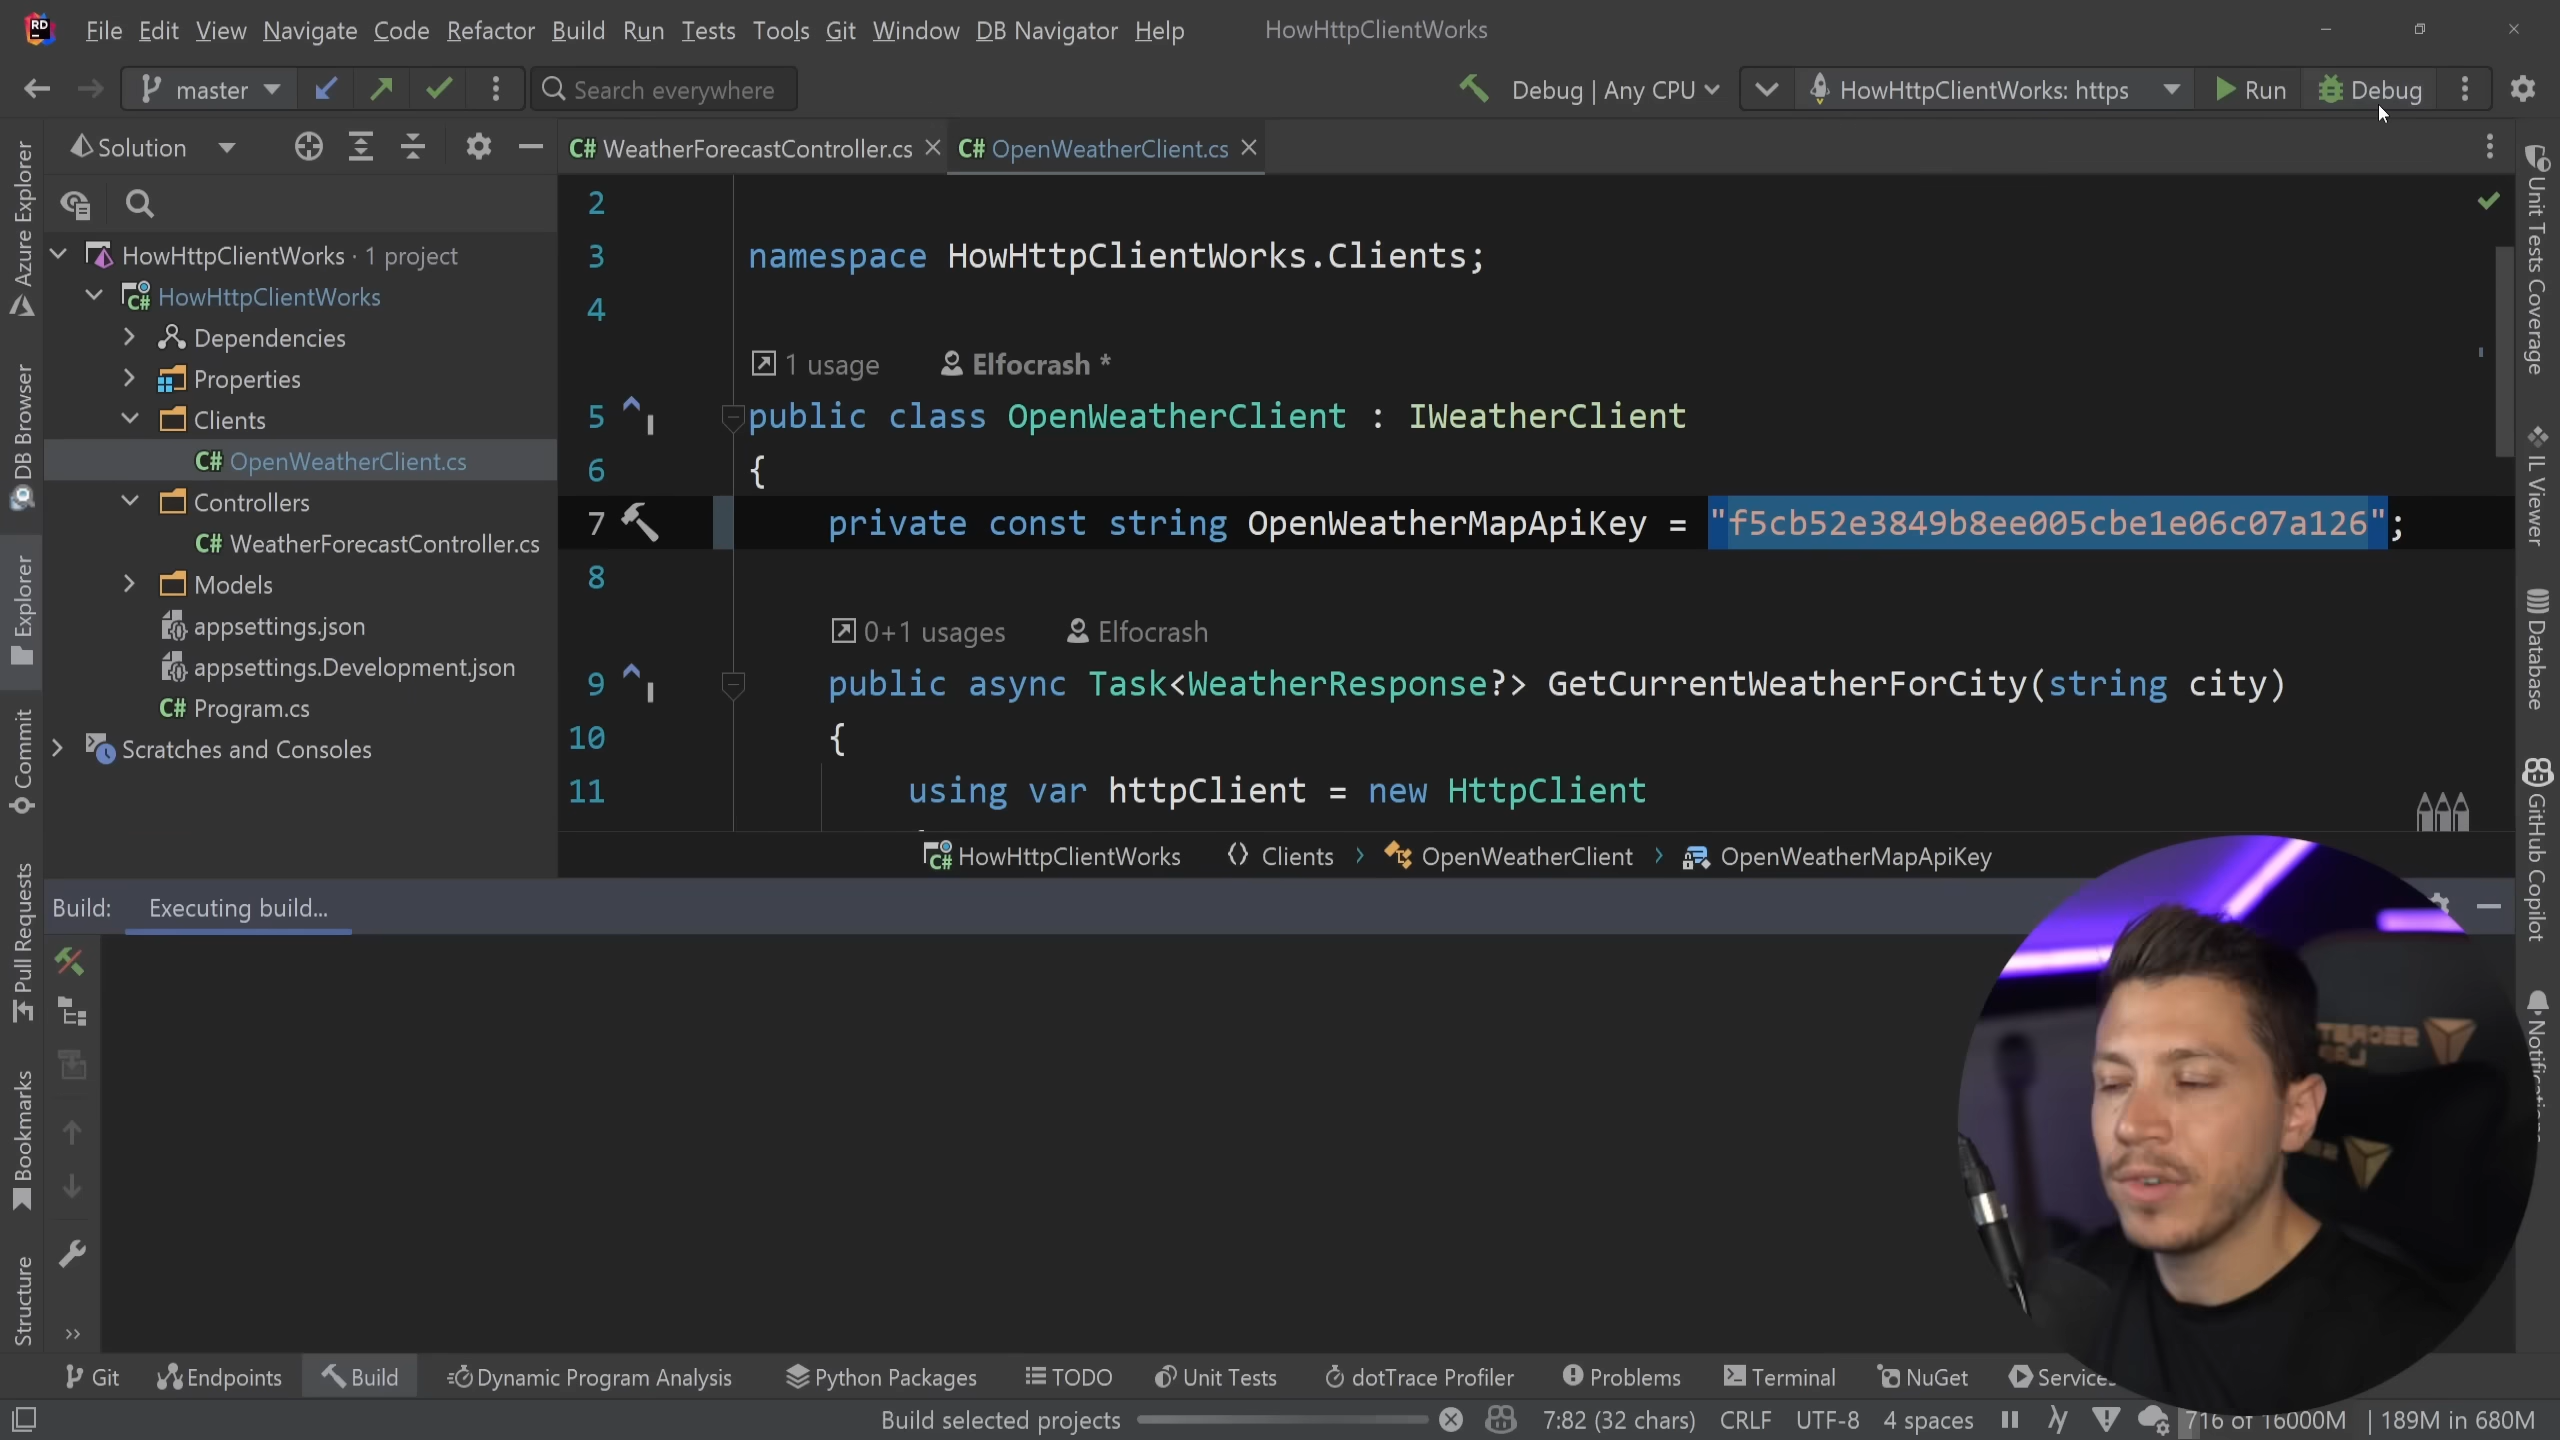 File Edit View Navigate Code Refactor Build Run Tests Tools Git Window DB Navigator Help HowHttpClientWorks
master Search everywhere Debug | Any CPU HowHttpClientWorks: https Run Debug
Solution
C# WeatherForecastController.cs C# OpenWeatherClient.cs
HowHttpClientWorks · 1 project
HowHttpClientWorks
Dependencies
Properties
Clients
C# OpenWeatherClient.cs
Controllers
C# WeatherForecastController.cs
Models
appsettings.json
appsettings.Development.json
C# Program.cs
Scratches and Consoles
2
3 namespace HowHttpClientWorks.Clients;
4
1 usage Elfocrash *
5 public class OpenWeatherClient : IWeatherClient
6 {
7 private const string OpenWeatherMapApiKey = "f5cb52e3849b8ee005cbe1e06c07a126";
8
0+1 usages Elfocrash
9 public async Task<WeatherResponse?> GetCurrentWeatherForCity(string city)
10 {
11 using var httpClient = new HttpClient
HowHttpClientWorks Clients OpenWeatherClient OpenWeatherMapApiKey
Build: Executing build...
Azure Explorer
DB Browser
Explorer
Commit
Pull Requests
Bookmarks
Structure
Unit Tests Coverage
IL Viewer
Database
GitHub Copilot
Notifications
SECRET
LAB
Git Endpoints Build Dynamic Program Analysis Python Packages TODO Unit Tests dotTrace Profiler Problems Terminal NuGet Services
Build selected projects 7:82 (32 chars) CRLF UTF-8 4 spaces 716 of 16000M 189M in 680M